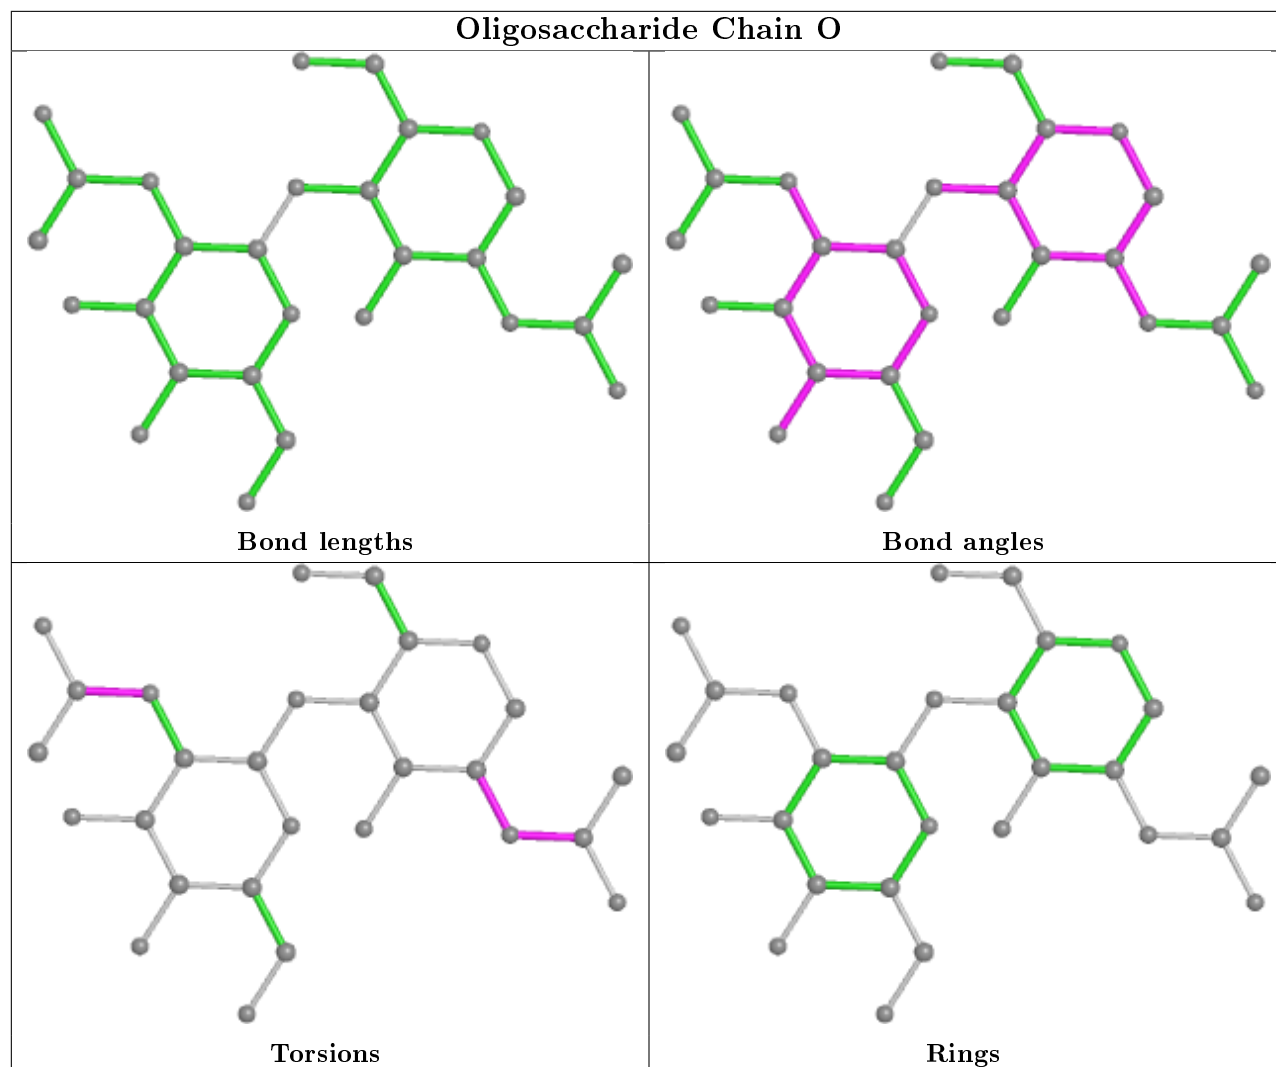 Oligosaccharide Chain O
Bond lengths
Bond angles
Torsions
Rings